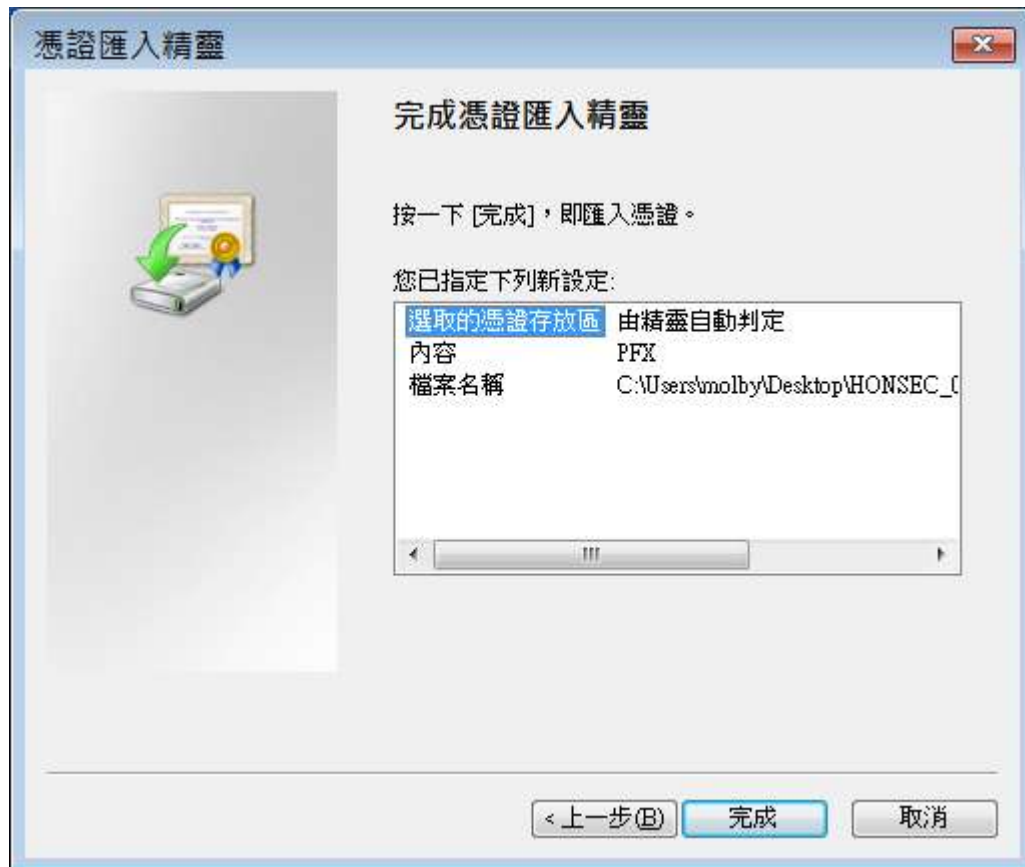 憑證匯入精靈
完成憑證匯入精靈
按一下 [完成],即匯入憑證。
您已指定下列新設定:
選取的憑證存放區 由精靈自動判定
內容 PFX
檔案名稱 C:\Users\molby\Desktop\HONSEC_
<上一步(B) 完成 取消